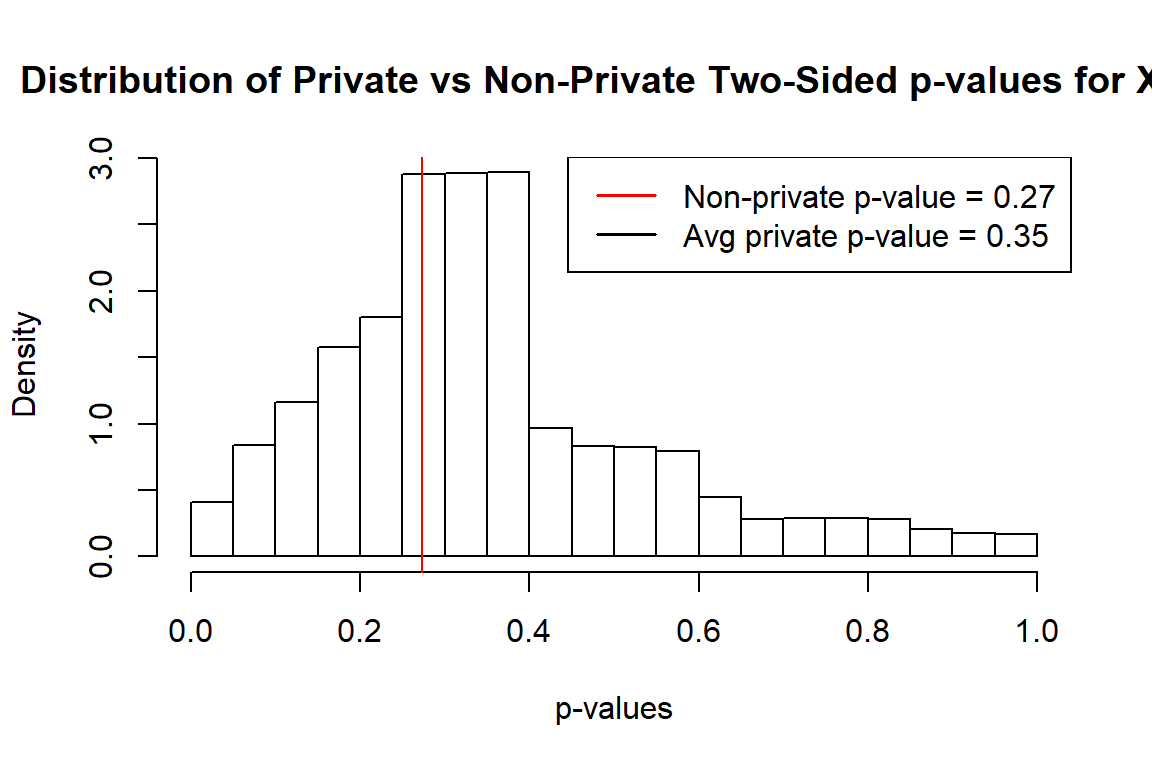 Distribution of Private vs Non-Private Two-Sided p-values for X
3.0
2.0
1.0
0.0
Density
Non-private p-value = 0.27
Avg private p-value = 0.35
0.0 0.2 0.4 0.6 0.8 1.0
p-values